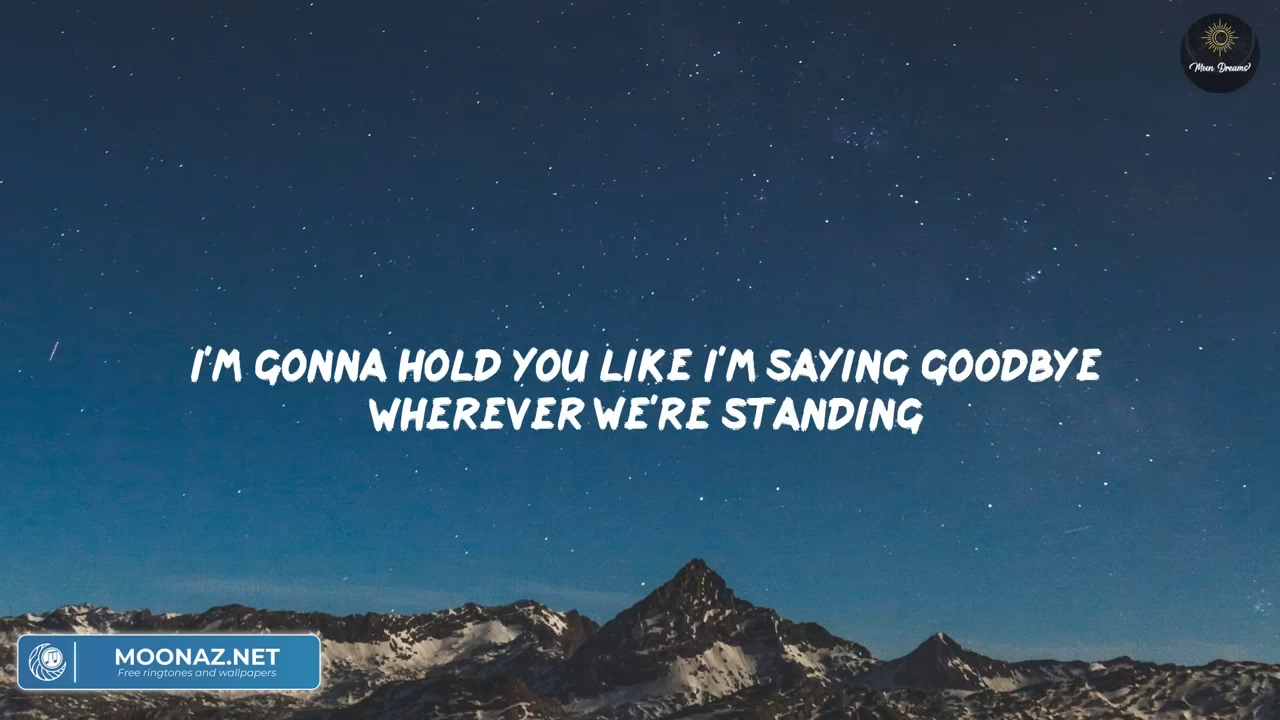 Moon Dreams
I'M GONNA HOLD YOU LIKE I'M SAYING GOODBYE
WHEREVER WE'RE STANDING
MOONAZ.NET
Free ringtones and wallpapers